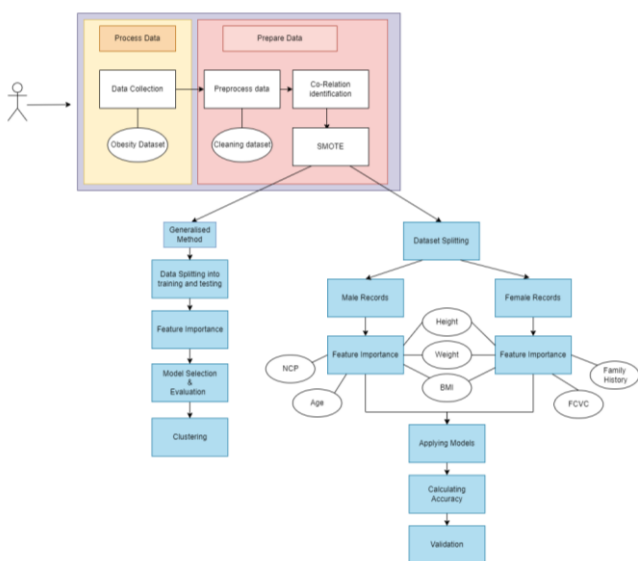 Process Data
Prepare Data
Data Collection
Preprocess data
Co-Relation
identification
Obesity Dataset
Cleaning dataset
SMOTE
Generalised
Method
Dataset Splitting
Data Splitting into
training and testing
Male Records
Female Records
Feature Importance
Height
Feature Importance
Weight
Feature Importance
NCP
Family
History
Model Selection
&
Evaluation
BMI
Age
FCVC
Clustering
Applying Models
Calculating
Accuracy
Validation